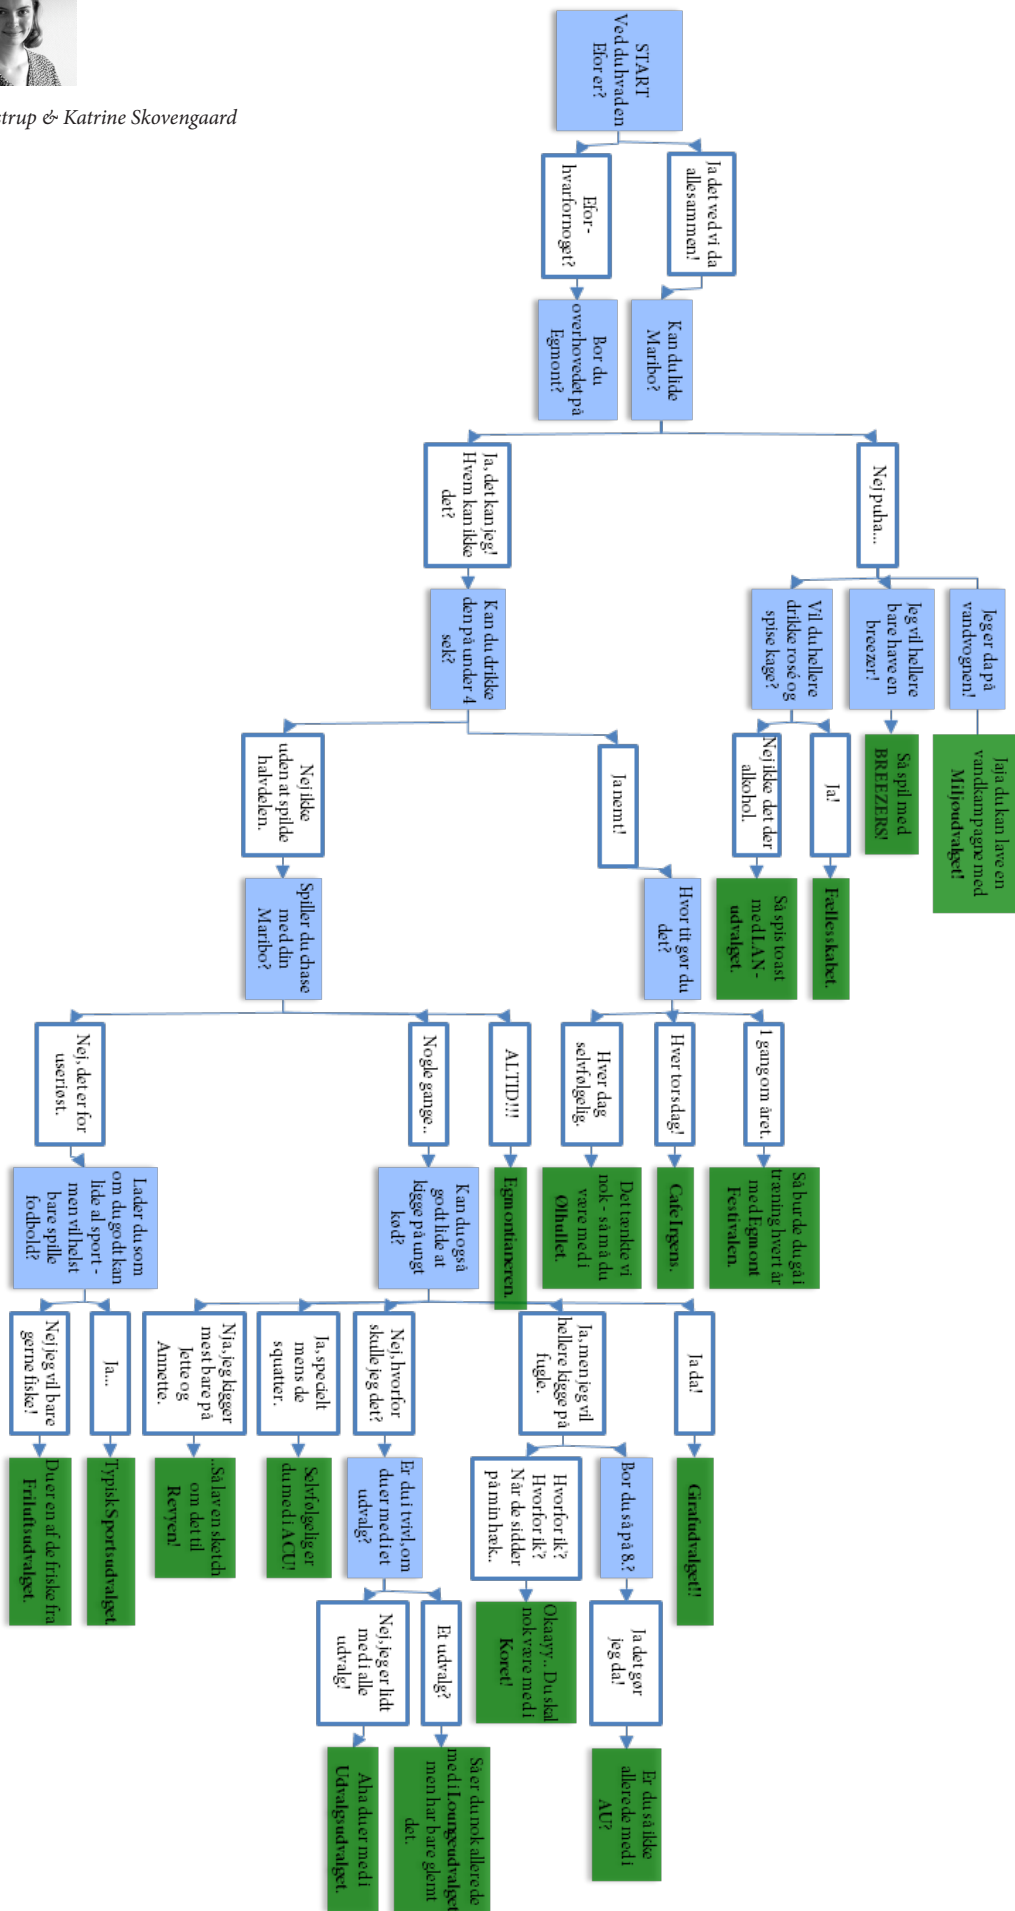 strup & Katrine Skovengaard
START
Ved du hvad en
Efor er?
Ja det ved vi da
allesammen!
Efor-
hvarfornoget?
Kan du lide
Maribo?
Bor du
overhovedet på
Egmont?
Nej puha...
Ja, det kan jeg!
Hvem kan ikke
det?
Jeg er da på
vandvognen!
Jeg vil hellere
bare have en
breezer!
Vil du hellere
drikke rosé og
spise kage?
Kan du drikke
den på under 4
sek?
Jaja du kan lave en
vandkampagne med
Miljøudvalget!
Så spil med
BREEZERS!
Ja!
Nej ikke det der
alkohol.
Ja nemt!
Nej ikke
uden at spilde
halvdelen.
Fællesskabet.
Så spis toast
med LAN-
udvalget.
Hvor tit gør du
det?
Spiller du chase
med din
Maribo?
1 gang om året.
Hver torsdag!
Hver dag
selvfølgelig.
ALTID!!!
Nogle gange..
Nej, det er for
useriøst.
Så burde du gå i
træning hvert år
med Egmont
Festivalen.
Cafe Ingens.
Det tænkte vi
nok - så må du
være med i
Ølhullet.
Egmontianeren.
Kan du også
godt lide at
kigge på ungt
kød?
Lader du som
om du godt kan
lide al sport -
men vil helst
bare spille
fodbold?
Ja da!
Ja, men jeg vil
hellere kigge på
fugle.
Nej, hvorfor
skulle jeg det?
Ja, specielt
mens de
squatter.
Nja, jeg kigger
mest bare på
Jette og
Annette.
Ja...
Nej jeg vil bare
gerne fiske!
Girafudvalget!!
Bor du så på 8.?
Hvorfor ik'?
Hvorfor ik?
Når de sidder
på min hæk..
Er du i tvivl, om
du er med i et
udvalg?
Selvfølgelig er
du med i ACU!
..Så lav en sketch
om det til
Revyen!
Typisk Sportsudvalget.
Du er en af de friske fra
Friluftsudvalget.
Ja det gør
jeg da!
Okaayy.. Du skal
nok være med i
Koret!
Et udvalg?
Nej, jeg er lidt
med i alle
udvalg!
Er du så ikke
allerede med i
AU?
Så er du nok allerede
med i Loungeudvalget
men har bare glemt
det.
Aha du er med i
Udvalgsudvalget.